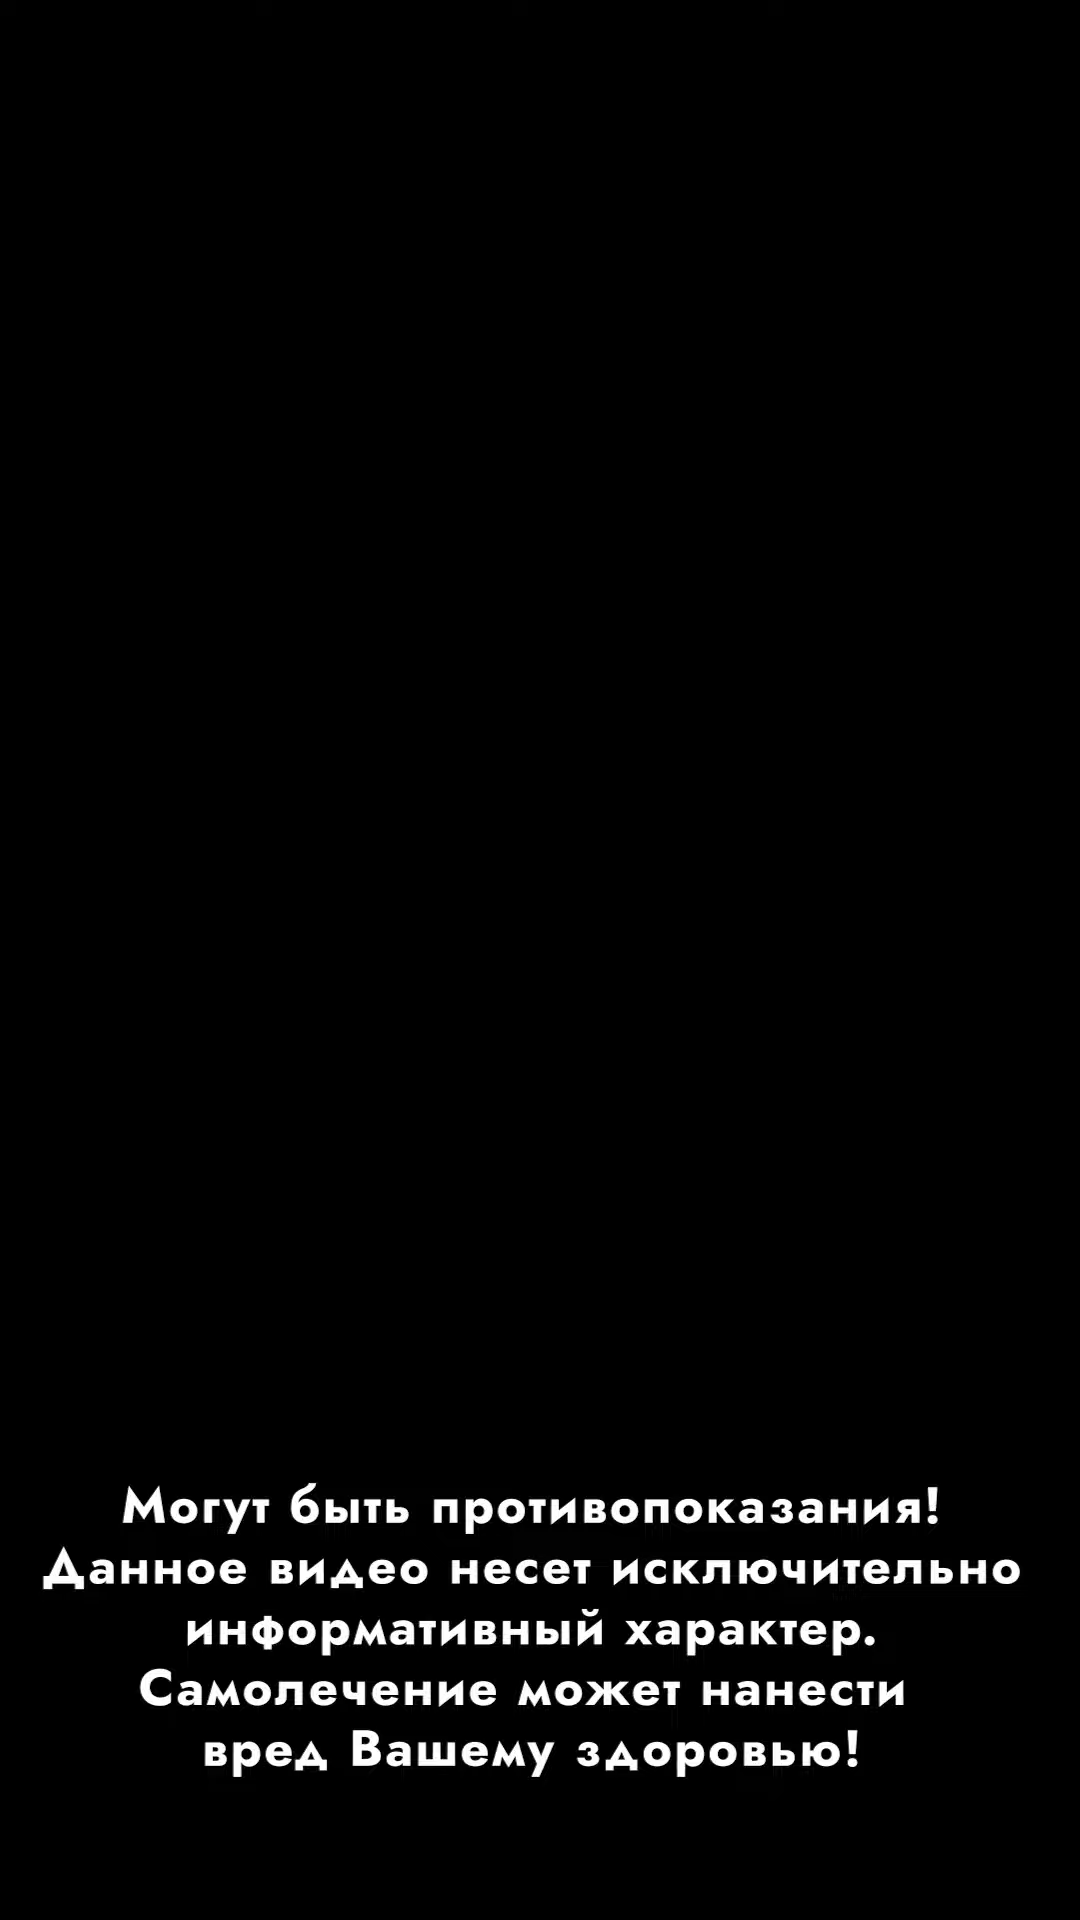 Могут быть противопоказания!
Данное видео несет исключительно
информативный характер.
Самолечение может нанести
вред Вашему здоровью!